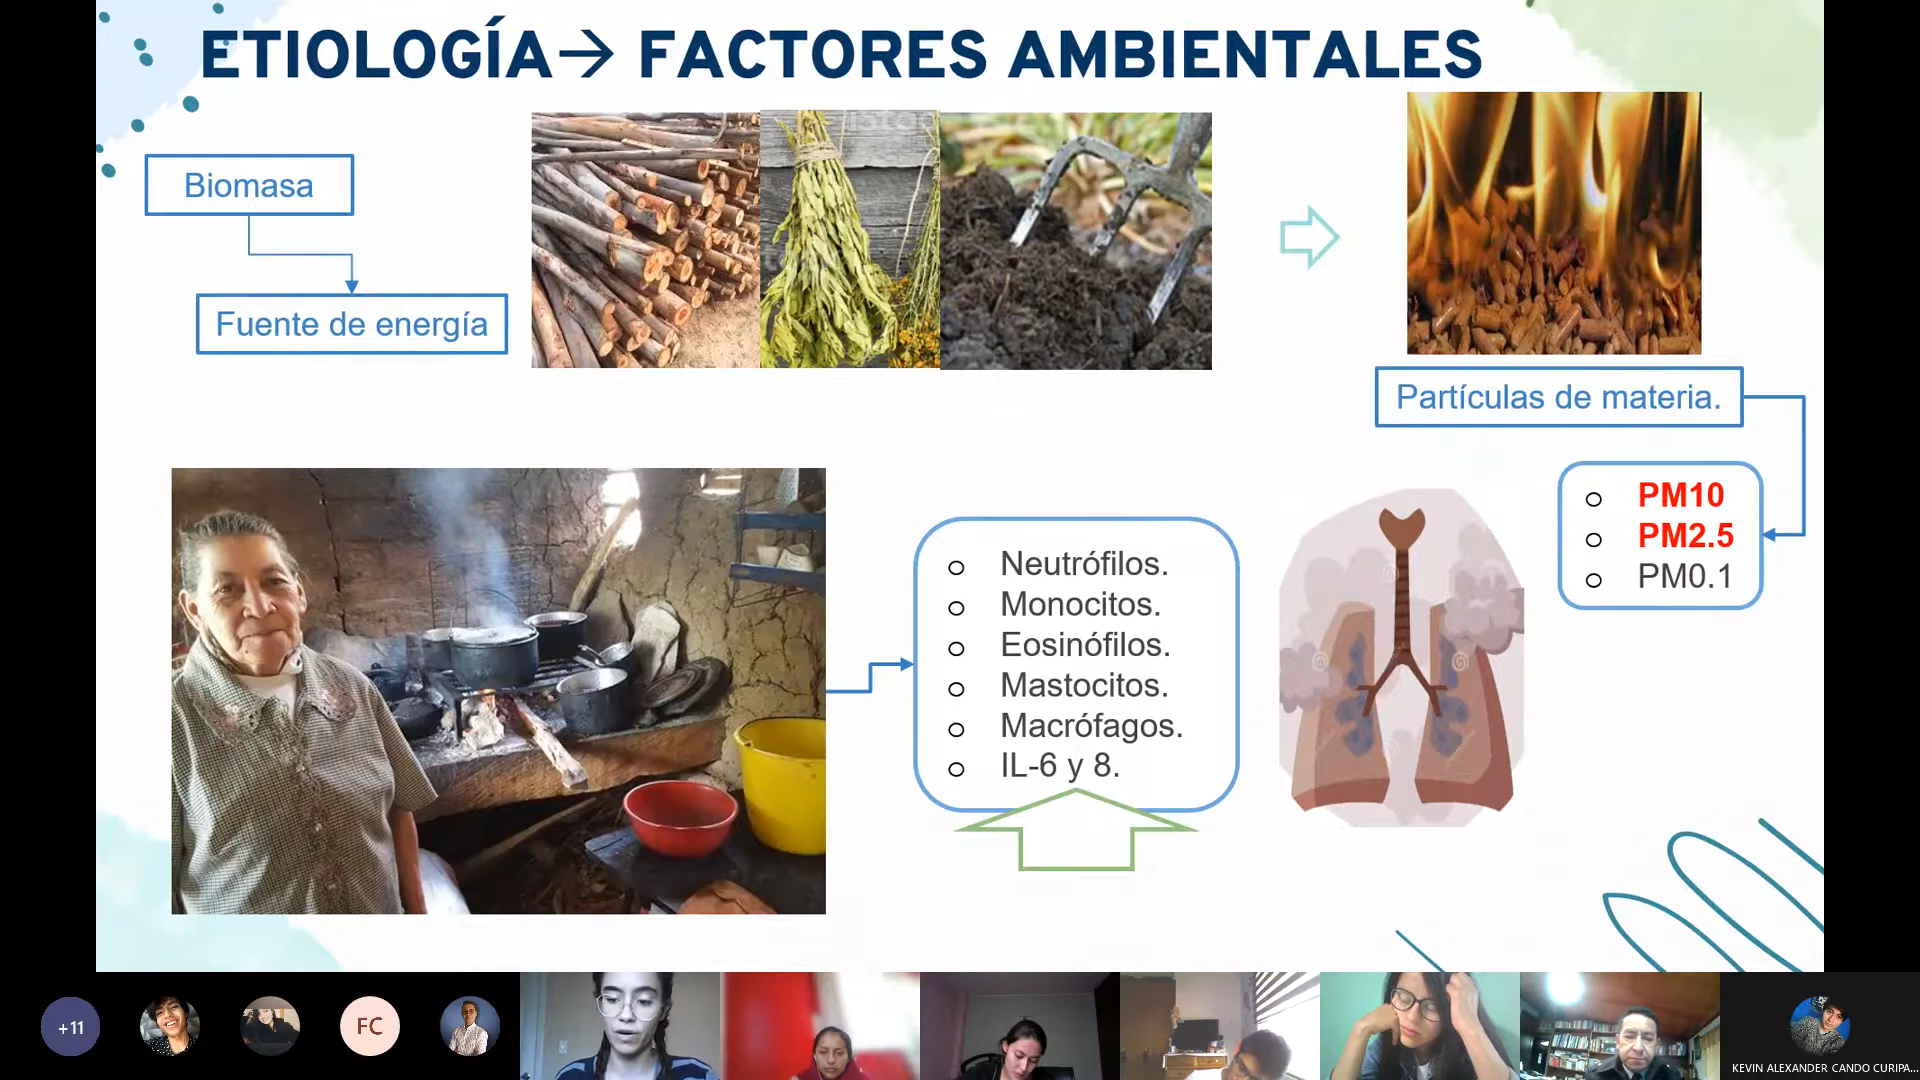 ETIOLOGÍA→ FACTORES AMBIENTALES
Biomasa
Fuente de energía
Partículas de materia.
PM10
PM2.5
PM0.1
Neutrófilos.
Monocitos.
Eosinófilos.
Mastocitos.
Macrófagos.
IL-6 y 8.
+11
FC
KEVIN ALEXANDER CANDO CURIPA...